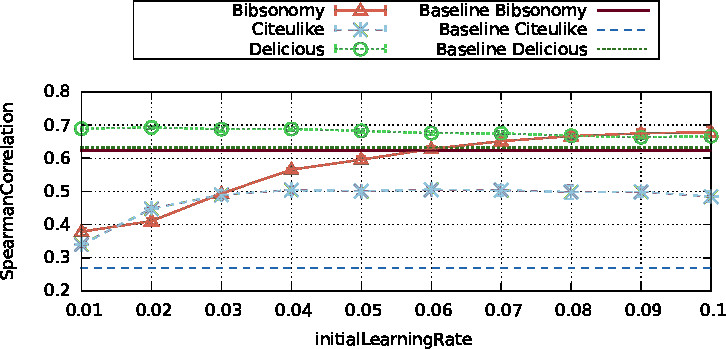 Bibsonomy Baseline Bibsonomy
Citeulike Baseline Citeulike
Delicious Baseline Delicious
0.8
0.7
0.6
0.5
0.4
0.3
0.2
SpearmanCorrelation
0.01 0.02 0.03 0.04 0.05 0.06 0.07 0.08 0.09 0.1
initialLearningRate